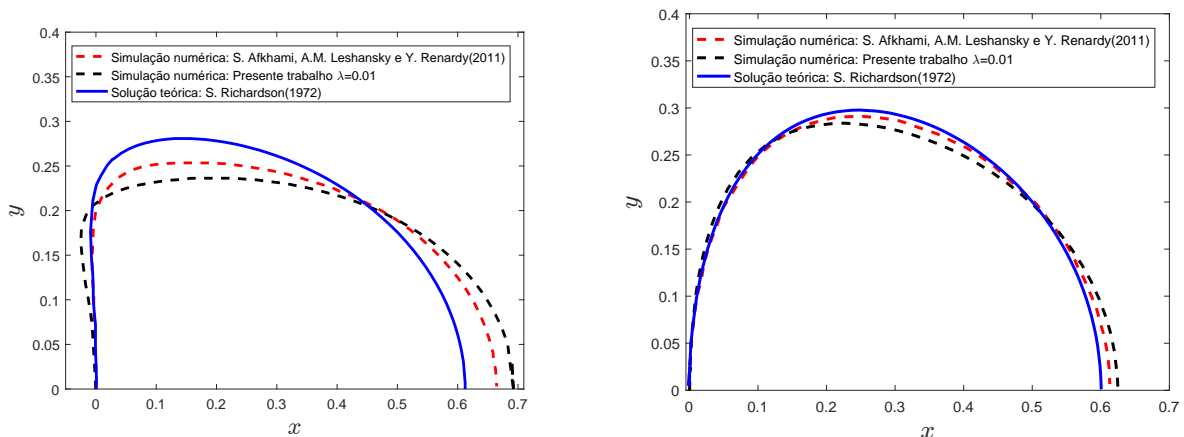 0.4
0.35
0.3
0.25
0.2
0.15
0.1
0.05
0
y
Simulação numérica: S. Afkhami, A.M. Leshansky e Y. Renardy(2011)
Simulação numérica: Presente trabalho λ=0.01
Solução teórica: S. Richardson(1972)
0 0.1 0.2 0.3 0.4 0.5 0.6 0.7
x
0.4
0.35
0.3
0.25
0.2
0.15
0.1
0.05
0
y
Simulação numérica: S. Afkhami, A.M. Leshansky e Y. Renardy(2011)
Simulação numérica: Presente trabalho λ=0.01
Solução teórica: S. Richardson(1972)
0 0.1 0.2 0.3 0.4 0.5 0.6 0.7
x